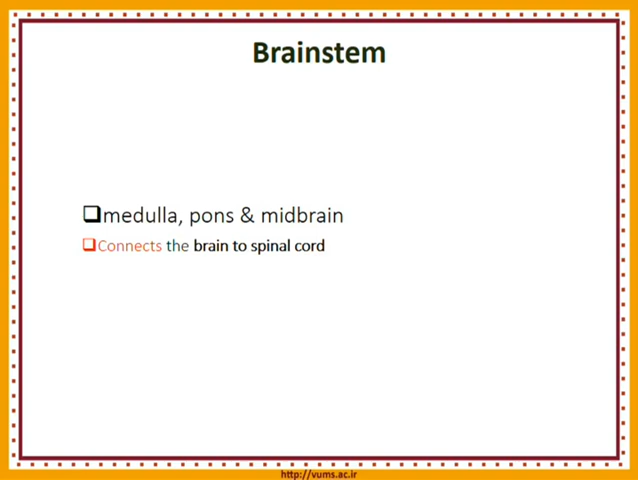 Brainstem
❑medulla, pons & midbrain
❑Connects the brain to spinal cord
http://vums.ac.ir